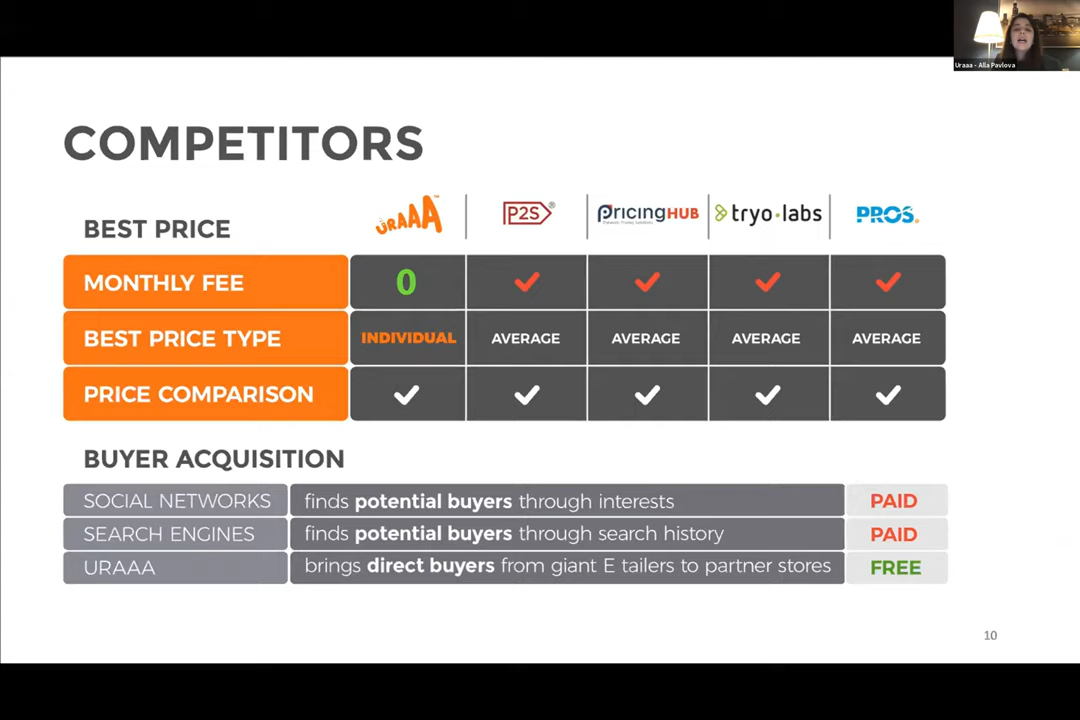 Uraaa - Alla Pavlova
COMPETITORS
BEST PRICE
URAAA™
P2S®
PricingHUB
tryo·labs
PROS®
MONTHLY FEE
0
BEST PRICE TYPE
INDIVIDUAL
AVERAGE
AVERAGE
AVERAGE
AVERAGE
PRICE COMPARISON
BUYER ACQUISITION
SOCIAL NETWORKS
finds potential buyers through interests
PAID
SEARCH ENGINES
finds potential buyers through search history
PAID
URAAA
brings direct buyers from giant E tailers to partner stores
FREE
10